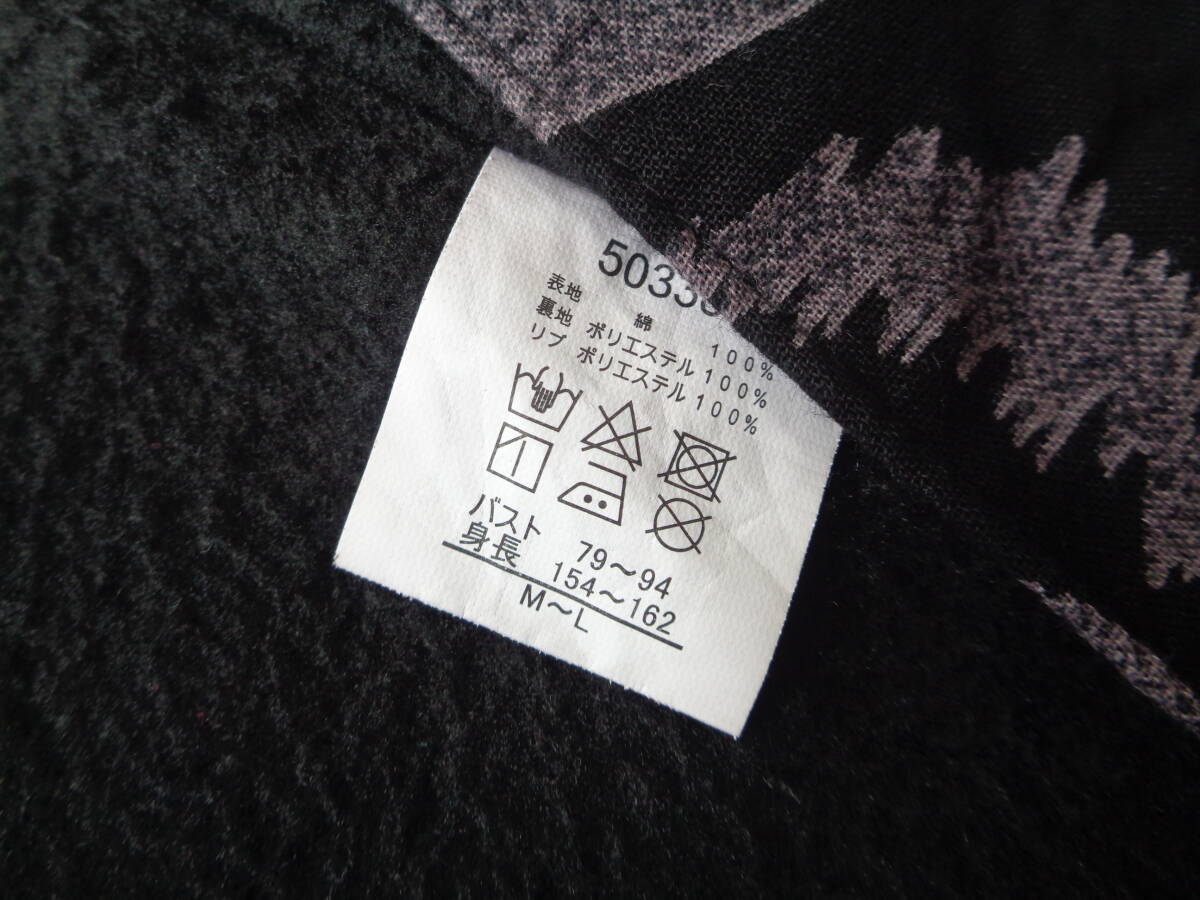 表地 綿 100%
裏地 ポリエステル 100%
リブ ポリエステル 100%
バスト 79～94
身長 154～162
M～L